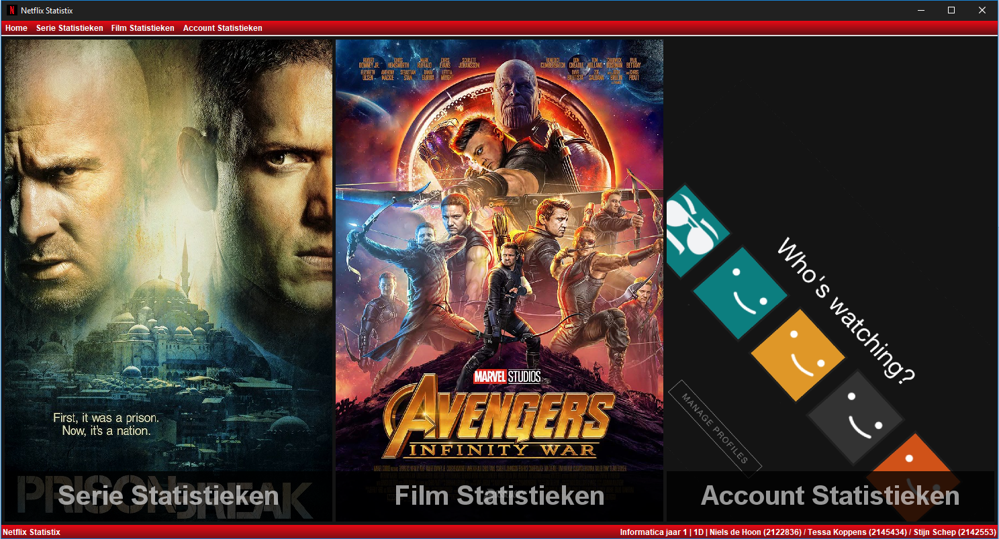 Netflix Statistix
Home Serie Statistieken Film Statistieken Account Statistieken
First, it was a prison.
Now, it's a nation.
PRISON BREAK
Serie Statistieken
ROBERT DOWNEY JR. CHRIS HEMSWORTH MARK RUFFALO CHRIS EVANS SCARLETT JOHANSSON BENEDICT CUMBERBATCH DON CHEADLE TOM HOLLAND CHADWICK BOSEMAN PAUL BETTANY
ELIZABETH OLSEN ANTHONY MACKIE SEBASTIAN STAN DANAI GURIRA LETITIA WRIGHT DAVE BAUTISTA ZOE SALDANA JOSH BROLIN CHRIS PRATT
MARVEL STUDIOS
AVENGERS
INFINITY WAR
Film Statistieken
Who's watching?
MANAGE PROFILES
Account Statistieken
Netflix Statistix
Informatica jaar 1 | 1D | Niels de Hoon (2122836) / Tessa Koppens (2145434) / Stijn Schep (2142553)